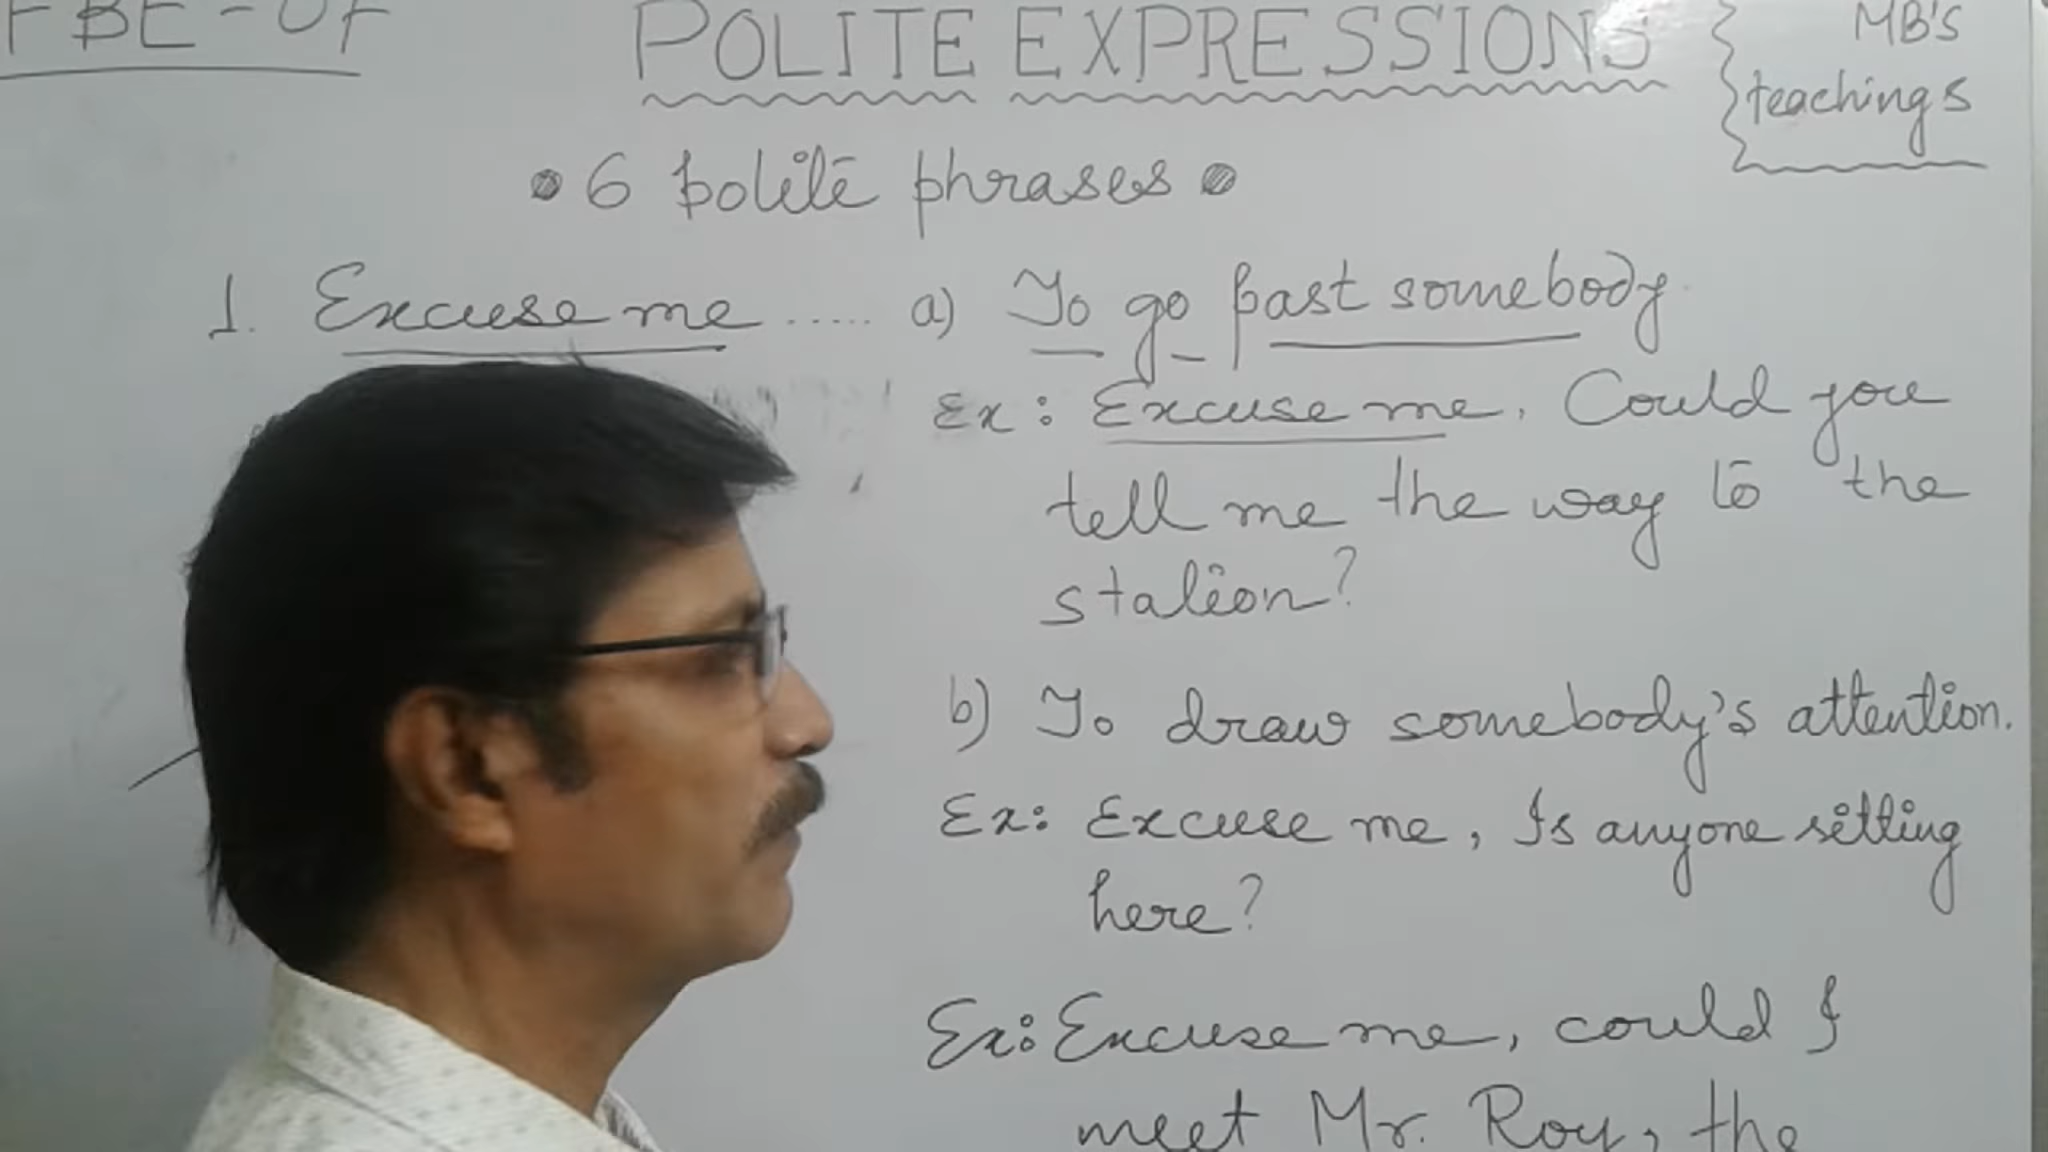 FBE-UF
POLITE EXPRESSIONS
MB'S
teachings
6 polite phrases
1. Excuse me ..... a) To go past somebody
Ex: Excuse me. Could you
tell me the way to the
station?
b) To draw somebody's attention.
Ex: Excuse me, Is anyone sitting
here?
Ex: Excuse me, could I
meet Mr. Roy, the